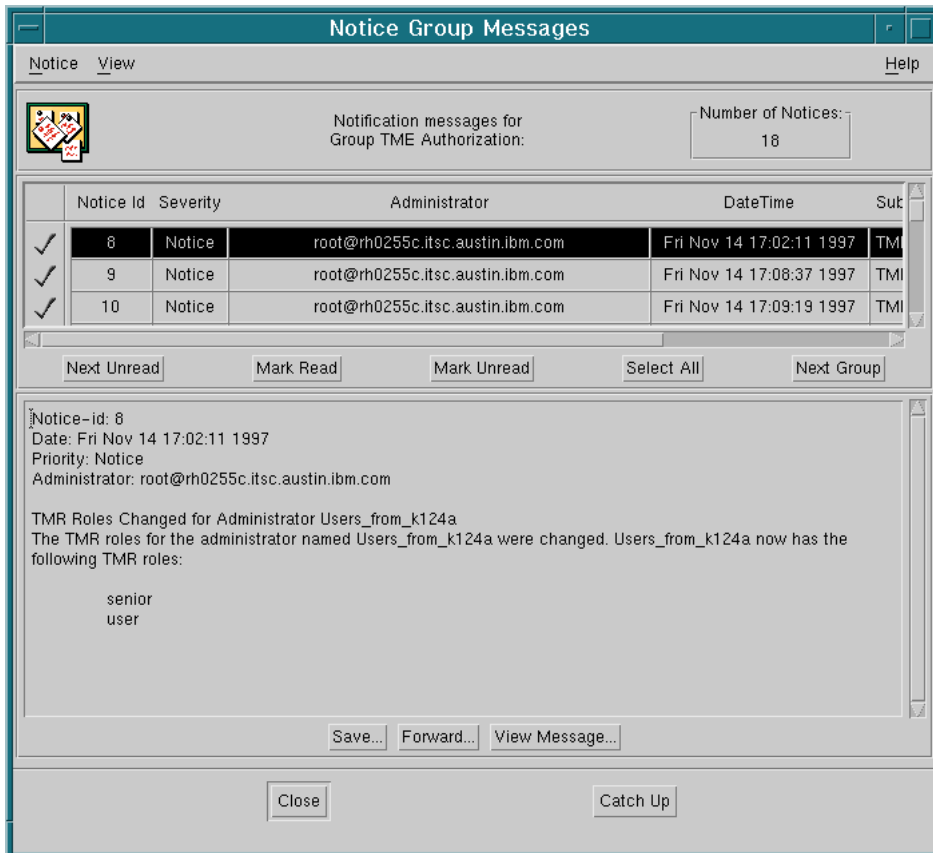 Notice Group Messages
Notice View Help
Notification messages for
Group TME Authorization:
Number of Notices:
18
Notice Id Severity Administrator DateTime Sub
8 Notice root@rh0255c.itsc.austin.ibm.com Fri Nov 14 17:02:11 1997 TM
9 Notice root@rh0255c.itsc.austin.ibm.com Fri Nov 14 17:08:37 1997 TM
10 Notice root@rh0255c.itsc.austin.ibm.com Fri Nov 14 17:09:19 1997 TM
Next Unread Mark Read Mark Unread Select All Next Group
Notice-id: 8
Date: Fri Nov 14 17:02:11 1997
Priority: Notice
Administrator: root@rh0255c.itsc.austin.ibm.com
TMR Roles Changed for Administrator Users_from_k124a
The TMR roles for the administrator named Users_from_k124a were changed. Users_from_k124a now has the
following TMR roles:
senior
user
Save... Forward... View Message...
Close Catch Up